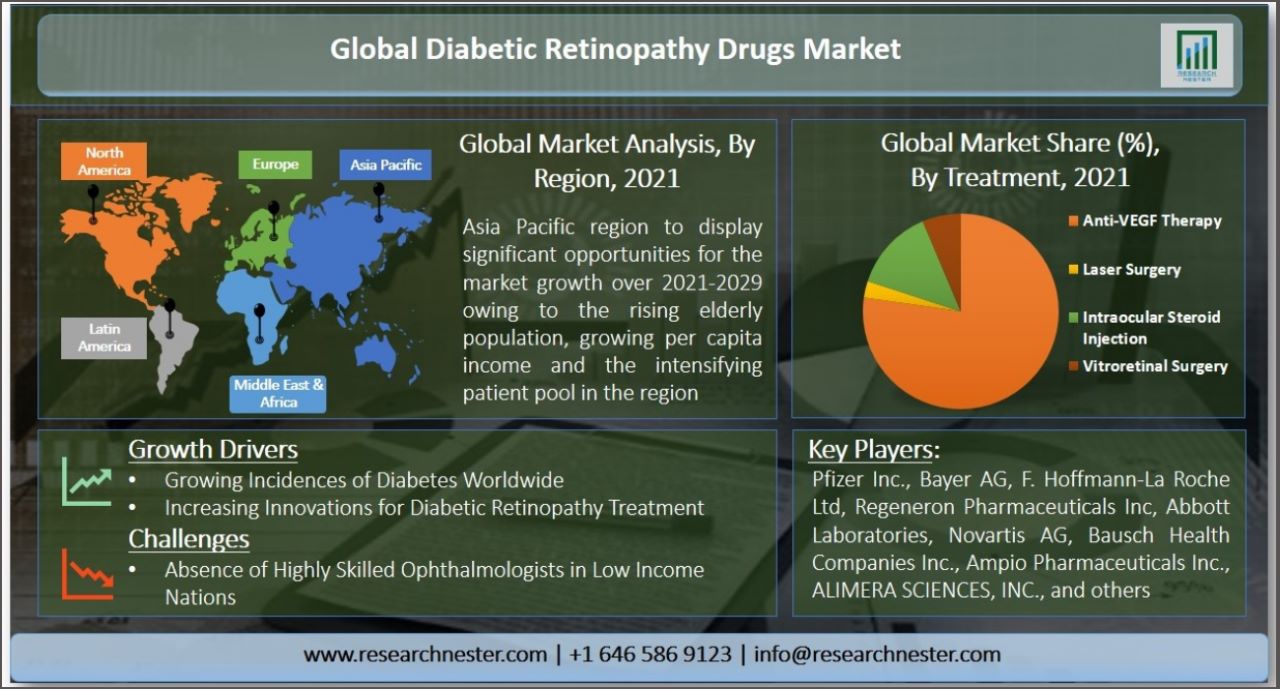 Global Diabetic Retinopathy Drugs Market
RESEARCH
NESTER
North
America
Europe
Asia Pacific
Latin
America
Middle East &
Africa
Global Market Analysis, By
Region, 2021
Asia Pacific region to display
significant opportunities for the
market growth over 2021-2029
owing to the rising elderly
population, growing per capita
income and the intensifying
patient pool in the region
Global Market Share (%),
By Treatment, 2021
Anti-VEGF Therapy
Laser Surgery
Intraocular Steroid
Injection
Vitroretinal Surgery
Growth Drivers
• Growing Incidences of Diabetes Worldwide
• Increasing Innovations for Diabetic Retinopathy Treatment
Challenges
• Absence of Highly Skilled Ophthalmologists in Low Income
Nations
Key Players:
Pfizer Inc., Bayer AG, F. Hoffmann-La Roche
Ltd, Regeneron Pharmaceuticals Inc, Abbott
Laboratories, Novartis AG, Bausch Health
Companies Inc., Ampio Pharmaceuticals Inc.,
ALIMERA SCIENCES, INC., and others
www.researchnester.com | +1 646 586 9123 | info@researchnester.com